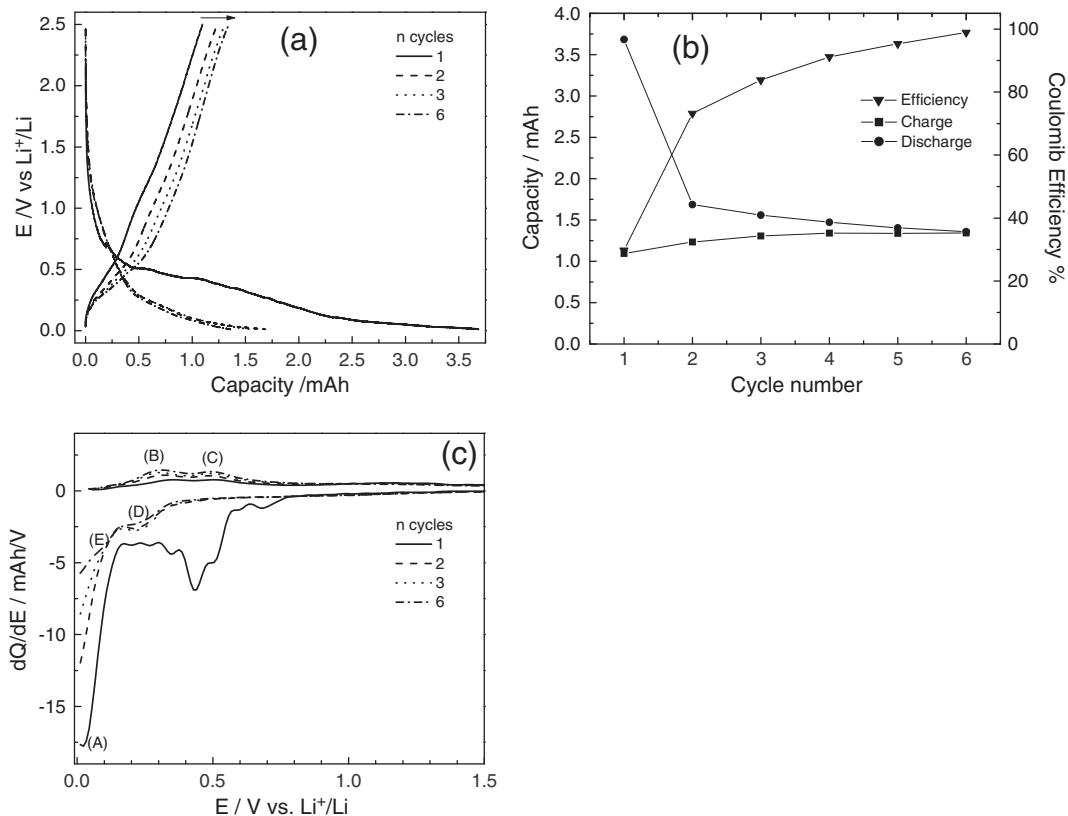 (a)
n cycles
1
2
3
6
2.5
2.0
1.5
1.0
0.5
0.0
E /V vs Li⁺/Li
0.0 0.5 1.0 1.5 2.0 2.5 3.0 3.5
Capacity /mAh
(b)
4.0
3.5
3.0
2.5
2.0
1.5
1.0
0.5
0.0
Capacity / mAh
Efficiency
Charge
Discharge
100
80
60
40
20
0
Coulomib Efficiency %
1 2 3 4 5 6
Cycle number
(c)
(B) (C)
(D)
(E)
(A)
n cycles
1
2
3
6
0
-5
-10
-15
dQ/dE / mAh/V
0.0 0.5 1.0 1.5
E / V vs. Li⁺/Li